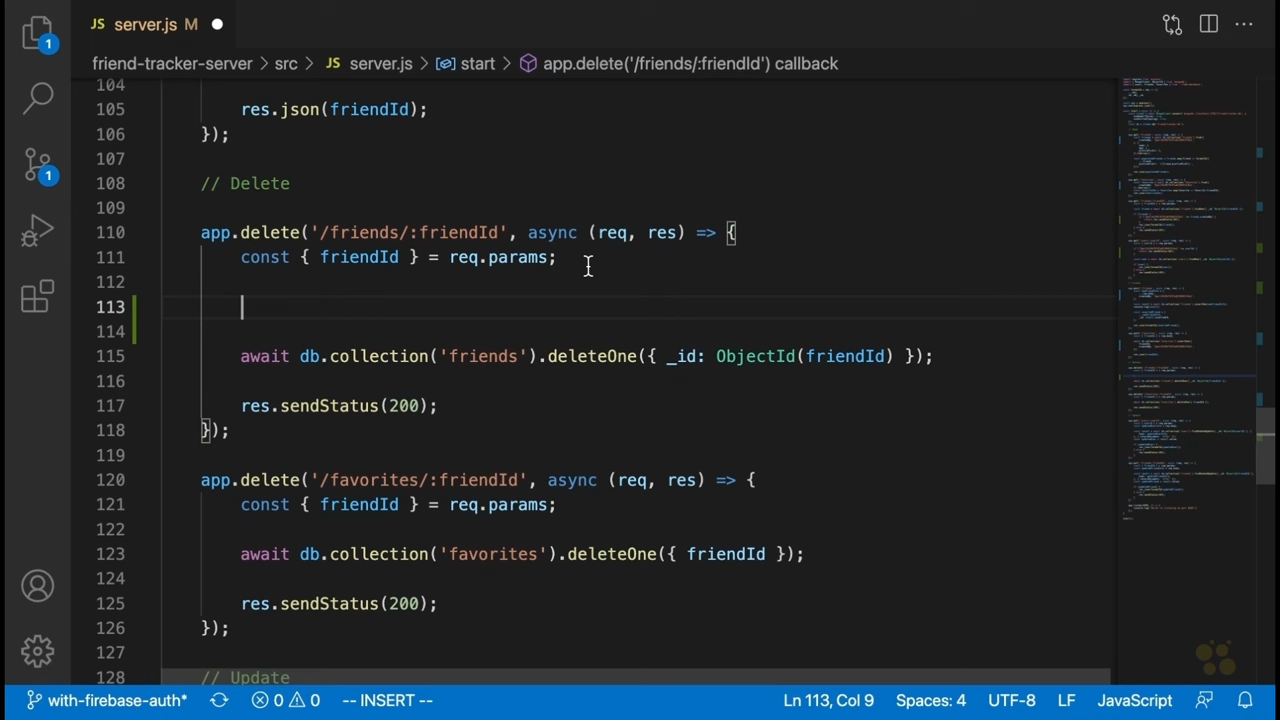 JS server.js M
friend-tracker-server > src > JS server.js > start > app.delete('/friends/:friendId') callback
1
1
104
105 res.json(friendId);
106 });
107
108 // Delete
109
110 app.delete('/friends/:friendId', async (req, res) => {
111 const { friendId } = req.params;
112
113
114
115 await db.collection('friends').deleteOne({ _id: ObjectId(friendId) });
116
117 res.sendStatus(200);
118 });
119
120 app.delete('/favorites/:friendId', async (req, res) => {
121 const { friendId } = req.params;
122
123 await db.collection('favorites').deleteOne({ friendId });
124
125 res.sendStatus(200);
126 });
127
128 // Update
with-firebase-auth* 0 0 -- INSERT -- Ln 113, Col 9 Spaces: 4 UTF-8 LF JavaScript